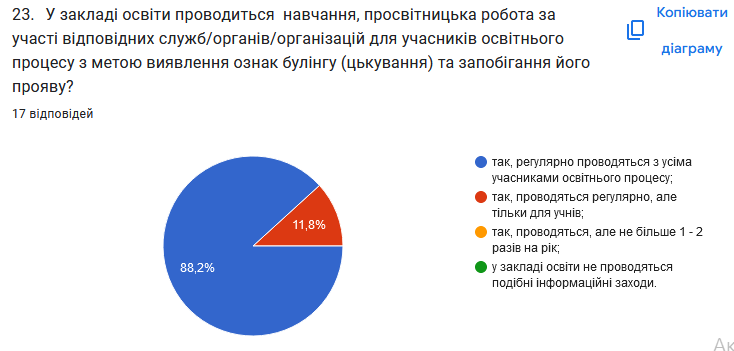 23. У закладі освіти проводиться навчання, просвітницька робота за
участі відповідних служб/органів/організацій для учасників освітнього
процесу з метою виявлення ознак булінгу (цькування) та запобігання його
прояву?
Копіювати
діаграму
17 відповідей
88,2%
11,8%
так, регулярно проводяться з усіма
учасниками освітнього процесу;
так, проводяться регулярно, але
тільки для учнів;
так, проводяться, але не більше 1 - 2
разів на рік;
у закладі освіти не проводяться
подібні інформаційні заходи.
Ак